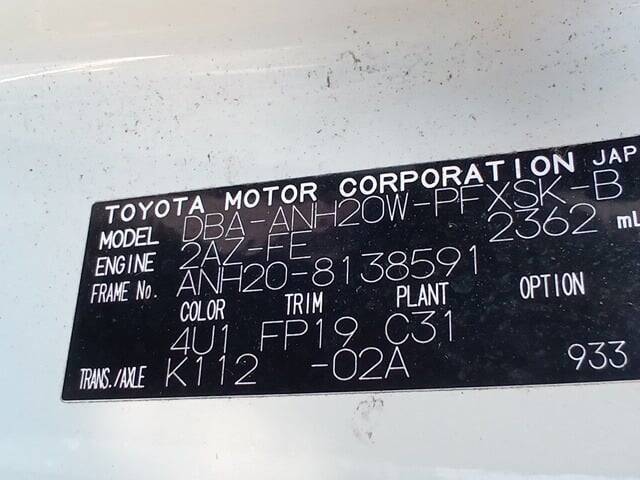 TOYOTA MOTOR CORPORATION JAP
MODEL DBA-ANH20W-PFXSK-B
ENGINE 2AZ-FE 2362 mL
FRAME No. ANH20-8138591
COLOR TRIM PLANT OPTION
4U1 FP19 C31
TRANS./AXLE K112 -02A 933